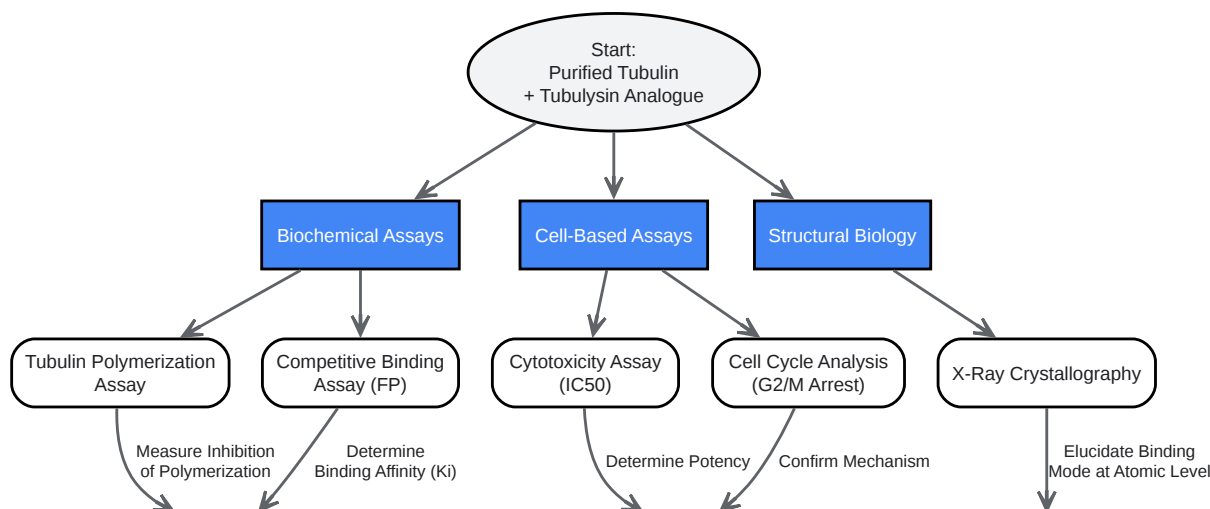 Start:
Purified Tubulin
+ Tubulysin Analogue
Biochemical Assays
Cell-Based Assays
Structural Biology
Tubulin Polymerization
Assay
Competitive Binding
Assay (FP)
Cytotoxicity Assay
(IC50)
Cell Cycle Analysis
(G2/M Arrest)
X-Ray Crystallography
Measure Inhibition
of Polymerization
Determine
Binding Affinity (Ki)
Determine Potency
Confirm Mechanism
Elucidate Binding
Mode at Atomic Level